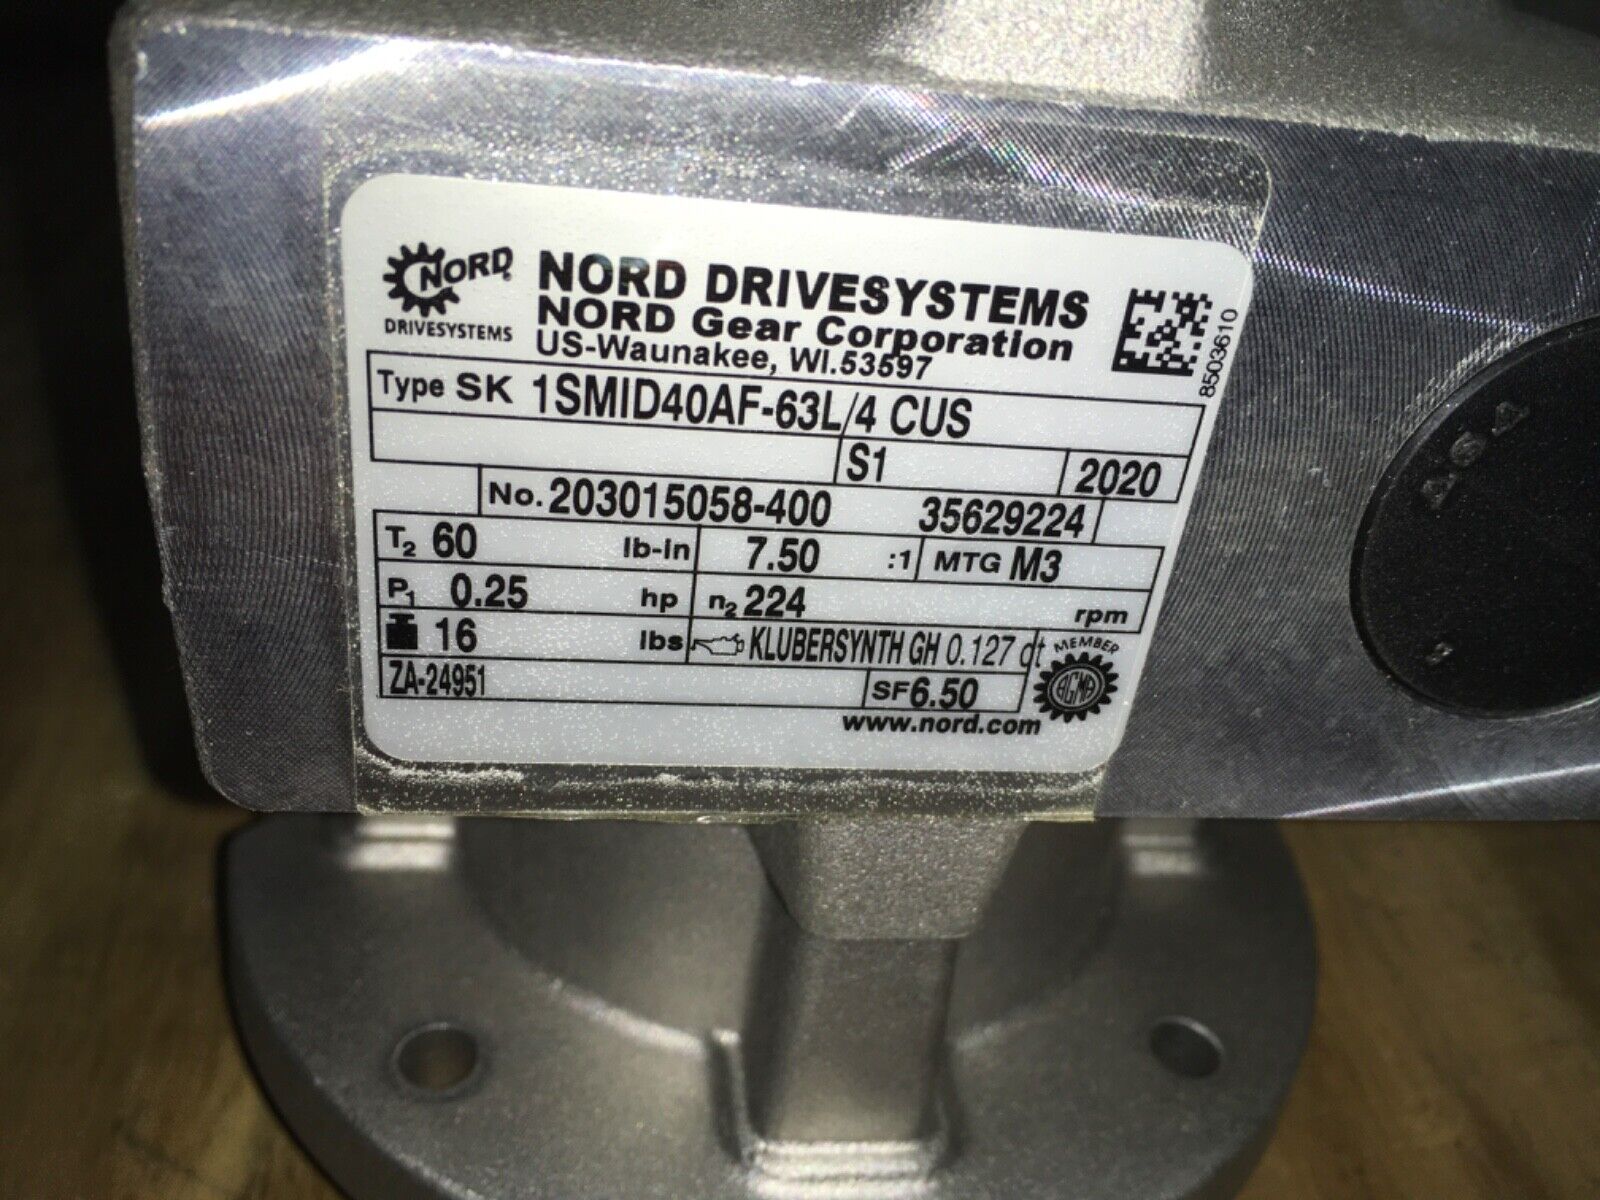 NORD
DRIVESYSTEMS
NORD DRIVESYSTEMS
NORD Gear Corporation
US-Waunakee, WI.53597
8503610
Type SK 1SMID40AF-63L/4 CUS
S1 2020
No. 203015058-400 35629224
T2 60 lb-in 7.50 :1 MTG M3
P1 0.25 hp n2 224 rpm
16 lbs KLUBERSYNTH GH 0.127 qt
MEMBER
AGMA
ZA-24951 SF 6.50
www.nord.com